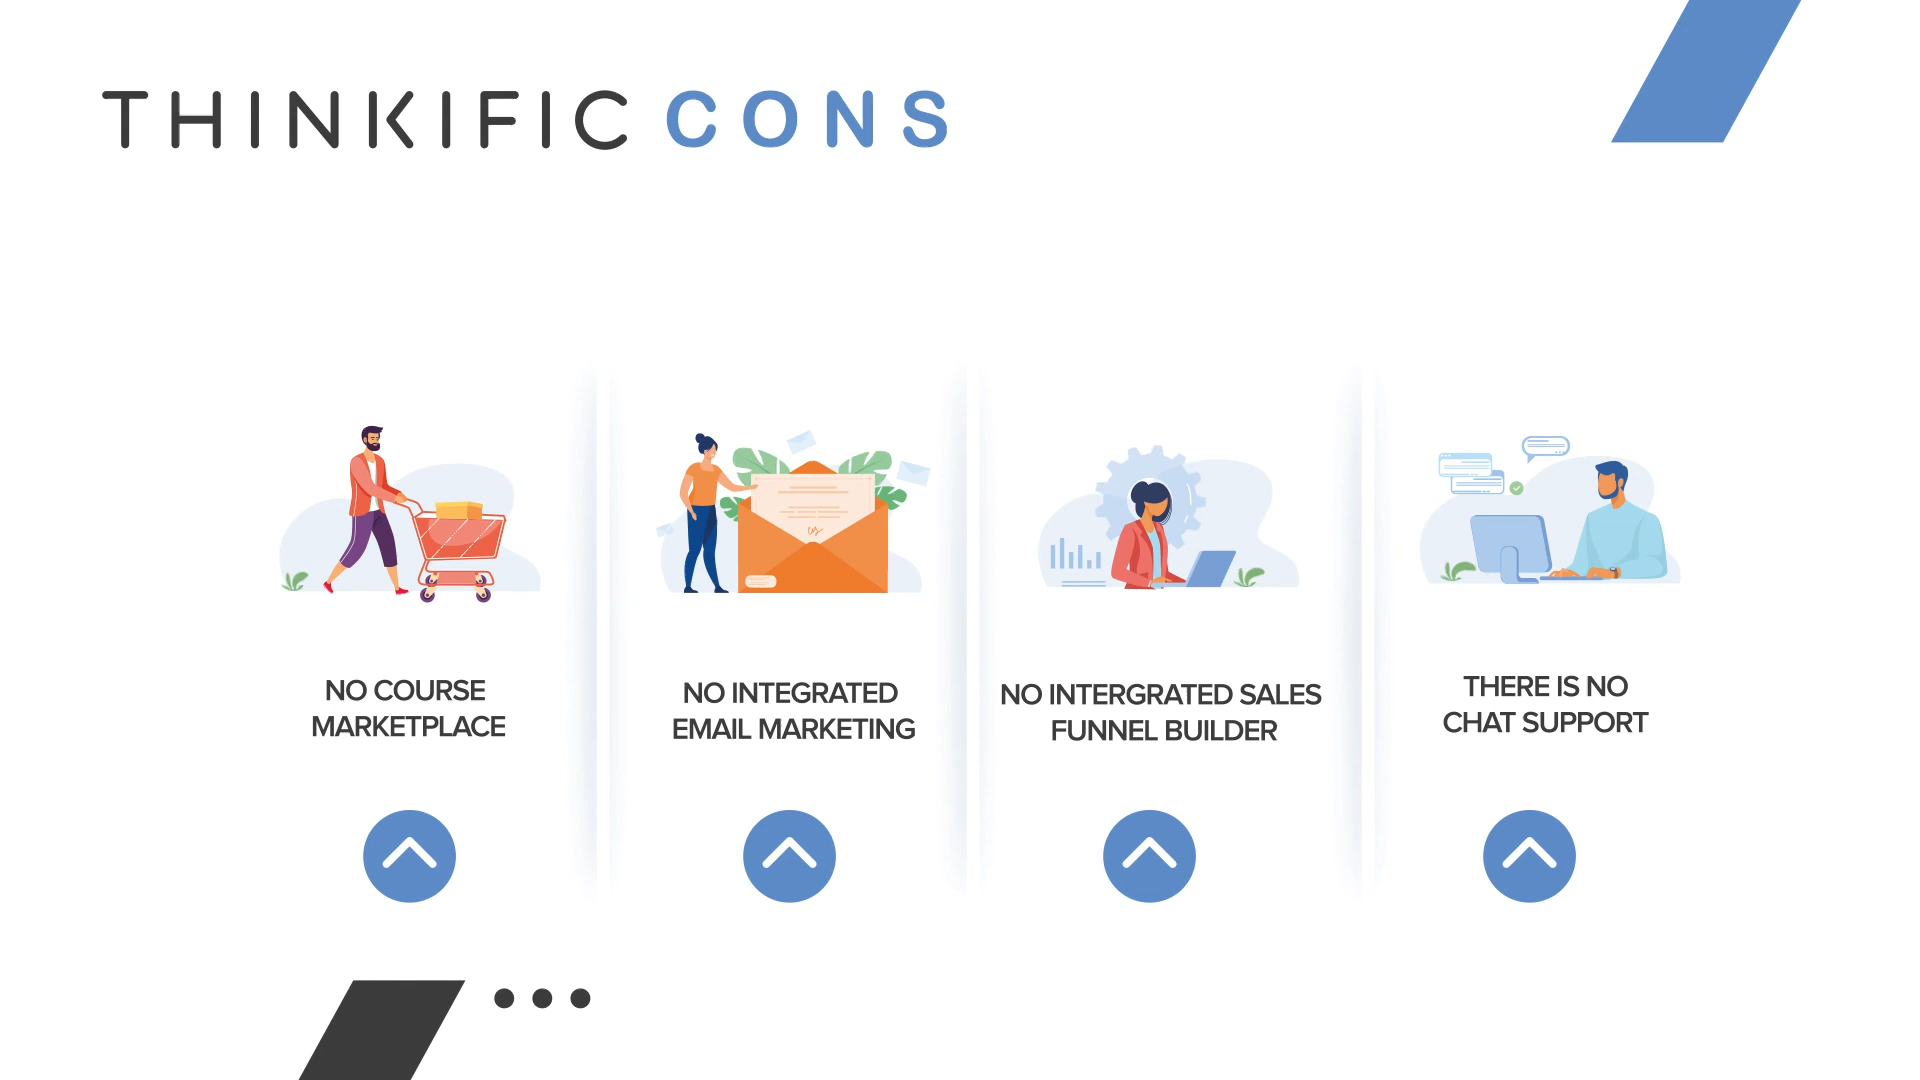 THINKIFIC CONS
NO COURSE
MARKETPLACE
NO INTEGRATED
EMAIL MARKETING
NO INTERGRATED SALES
FUNNEL BUILDER
THERE IS NO
CHAT SUPPORT